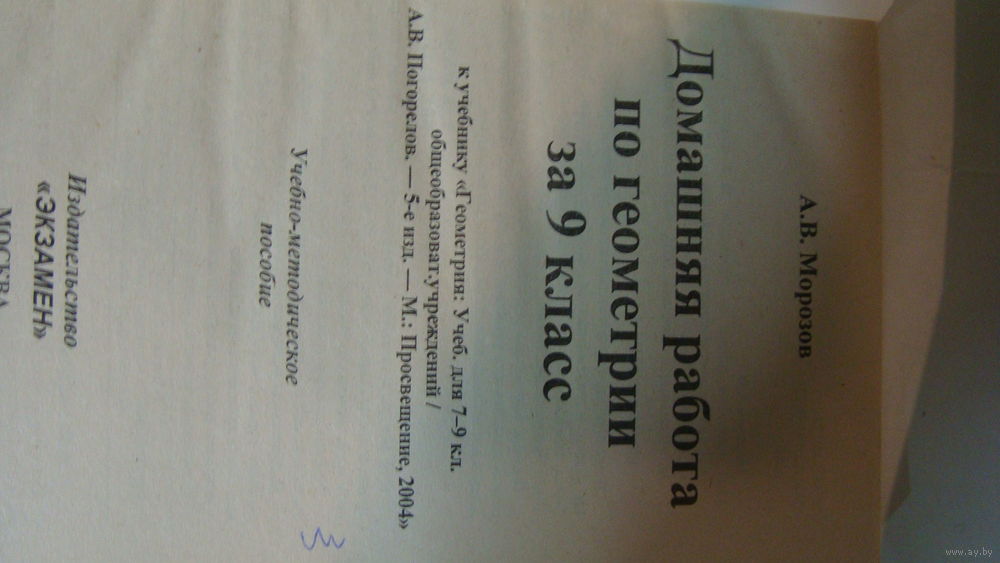 А.В. Морозов
Домашняя работа
по геометрии
за 9 класс
к учебнику «Геометрия: Учеб. для 7–9 кл.
общеобразоват.учреждений /
А.В. Погорелов. — 5-е изд. — М.: Просвещение, 2004»
Учебно-методическое
пособие
Издательство
«ЭКЗАМЕН»
МОСКВА
www.ay.by